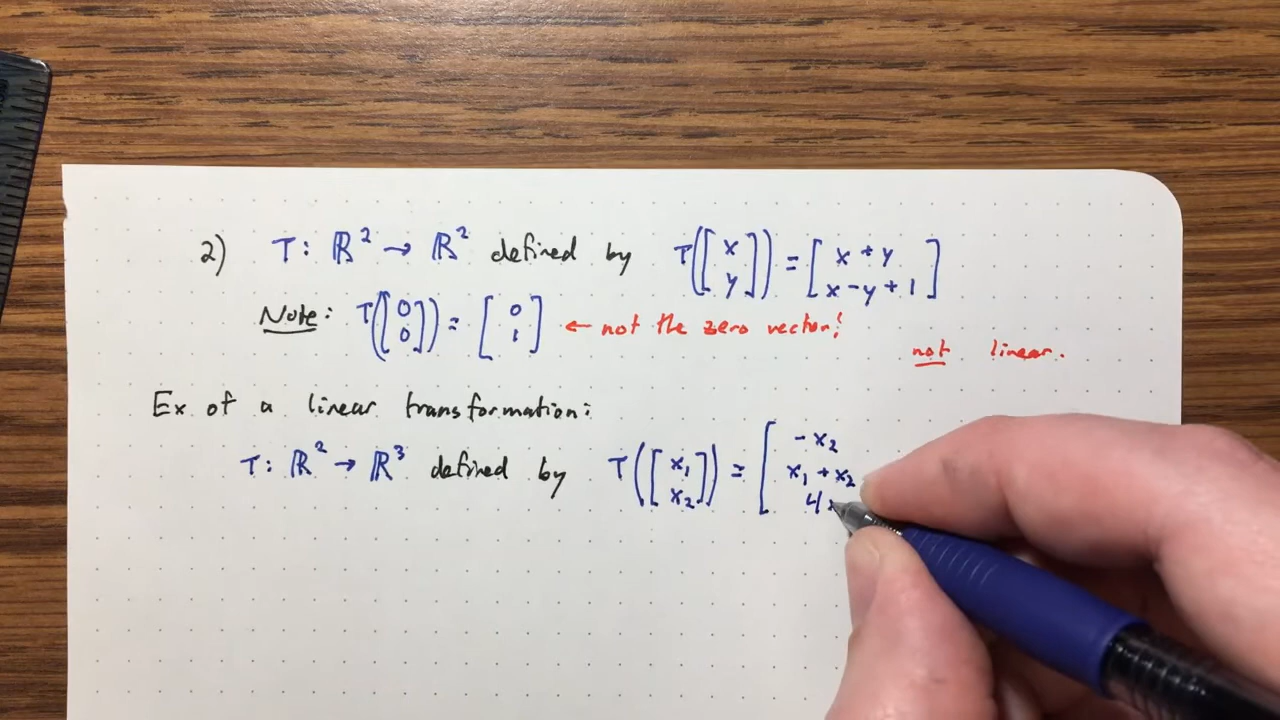 2) T: ℝ² → ℝ² defined by T([x y]) = [x + y x - y + 1]
Note: T([0 0]) = [0 1] ← not the zero vector!
not linear.
Ex of a linear transformation:
T: ℝ² → ℝ³ defined by T([x₁ x₂]) = [-x₂ x₁ + x₂ 4